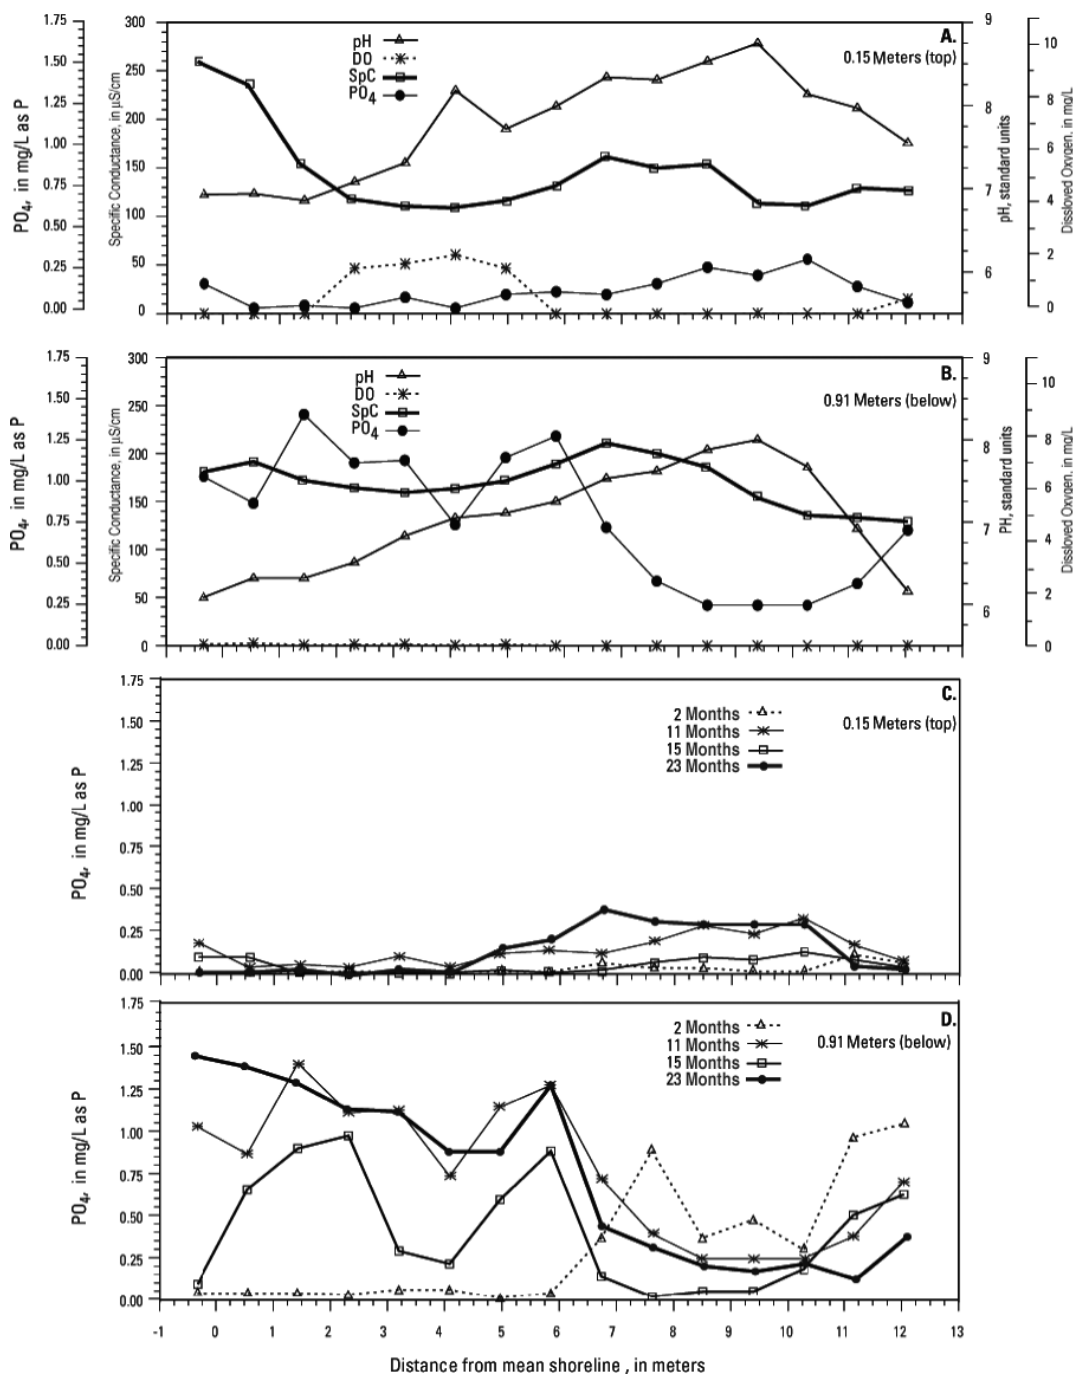 A.
0.15 Meters (top)
pH
DO
SpC
PO4
PO4, in mg/L as P
1.75
1.50
1.25
1.00
0.75
0.50
0.25
0.00
Specific Conductance, in µS/cm
300
250
200
150
100
50
0
pH, standard units
9
8
7
6
Dissloved Oxygen, in mg/L
10
8
6
4
2
0
B.
0.91 Meters (below)
pH
DO
SpC
PO4
PO4, in mg/L as P
1.75
1.50
1.25
1.00
0.75
0.50
0.25
0.00
Specific Conductance, in µS/cm
300
250
200
150
100
50
0
PH, standard units
9
8
7
6
Dissloved Oxygen, in mg/L
10
8
6
4
2
0
C.
0.15 Meters (top)
2 Months
11 Months
15 Months
23 Months
PO4, in mg/L as P
1.75
1.50
1.25
1.00
0.75
0.50
0.25
0.00
D.
0.91 Meters (below)
2 Months
11 Months
15 Months
23 Months
PO4, in mg/L as P
1.75
1.50
1.25
1.00
0.75
0.50
0.25
0.00
-1 0 1 2 3 4 5 6 7 8 9 10 11 12 13
Distance from mean shoreline , in meters